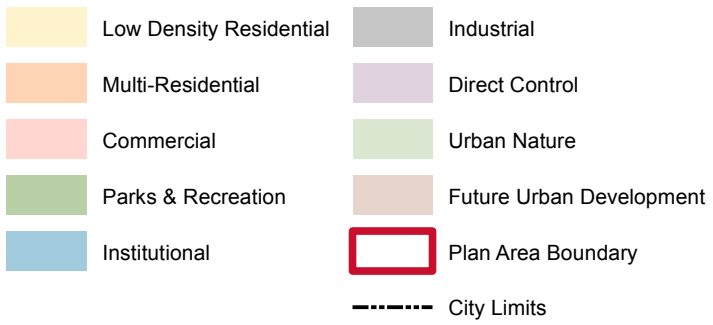 Low Density Residential
Multi-Residential
Commercial
Parks & Recreation
Institutional
Industrial
Direct Control
Urban Nature
Future Urban Development
Plan Area Boundary
City Limits